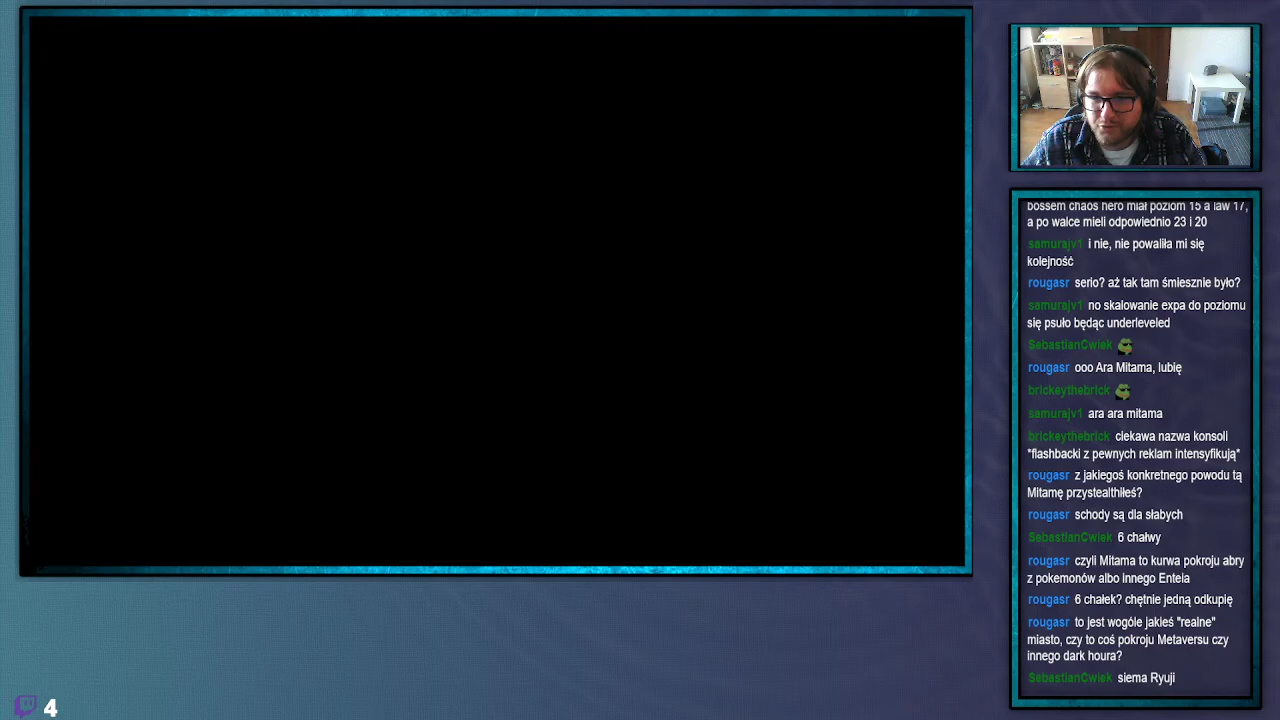 bossem chaos hero miał poziom 15 a law 17,
a po walce mieli odpowiednio 23 i 20
samurajv1 i nie, nie powaliła mi się
kolejność
rougasr serio? aż tak tam śmiesznie było?
samurajv1 no skalowanie expa do poziomu
się psuło będąc underleveled
SebastianCwiek
rougasr ooo Ara Mitama, lubię
brickeythebrick
samurajv1 ara ara mitama
brickeythebrick ciekawa nazwa konsoli
*flashbacki z pewnych reklam intensyfikują*
rougasr z jakiegoś konkretnego powodu tą
Mitamę przystealthiłeś?
rougasr schody są dla słabych
SebastianCwiek 6 chałwy
rougasr czyli Mitama to kurwa pokroju abry
z pokemonów albo innego Enteia
rougasr 6 chałek? chętnie jedną odkupię
rougasr to jest wogóle jakieś "realne"
miasto, czy to coś pokroju Metaversu czy
innego dark houra?
SebastianCwiek siema Ryuji
4